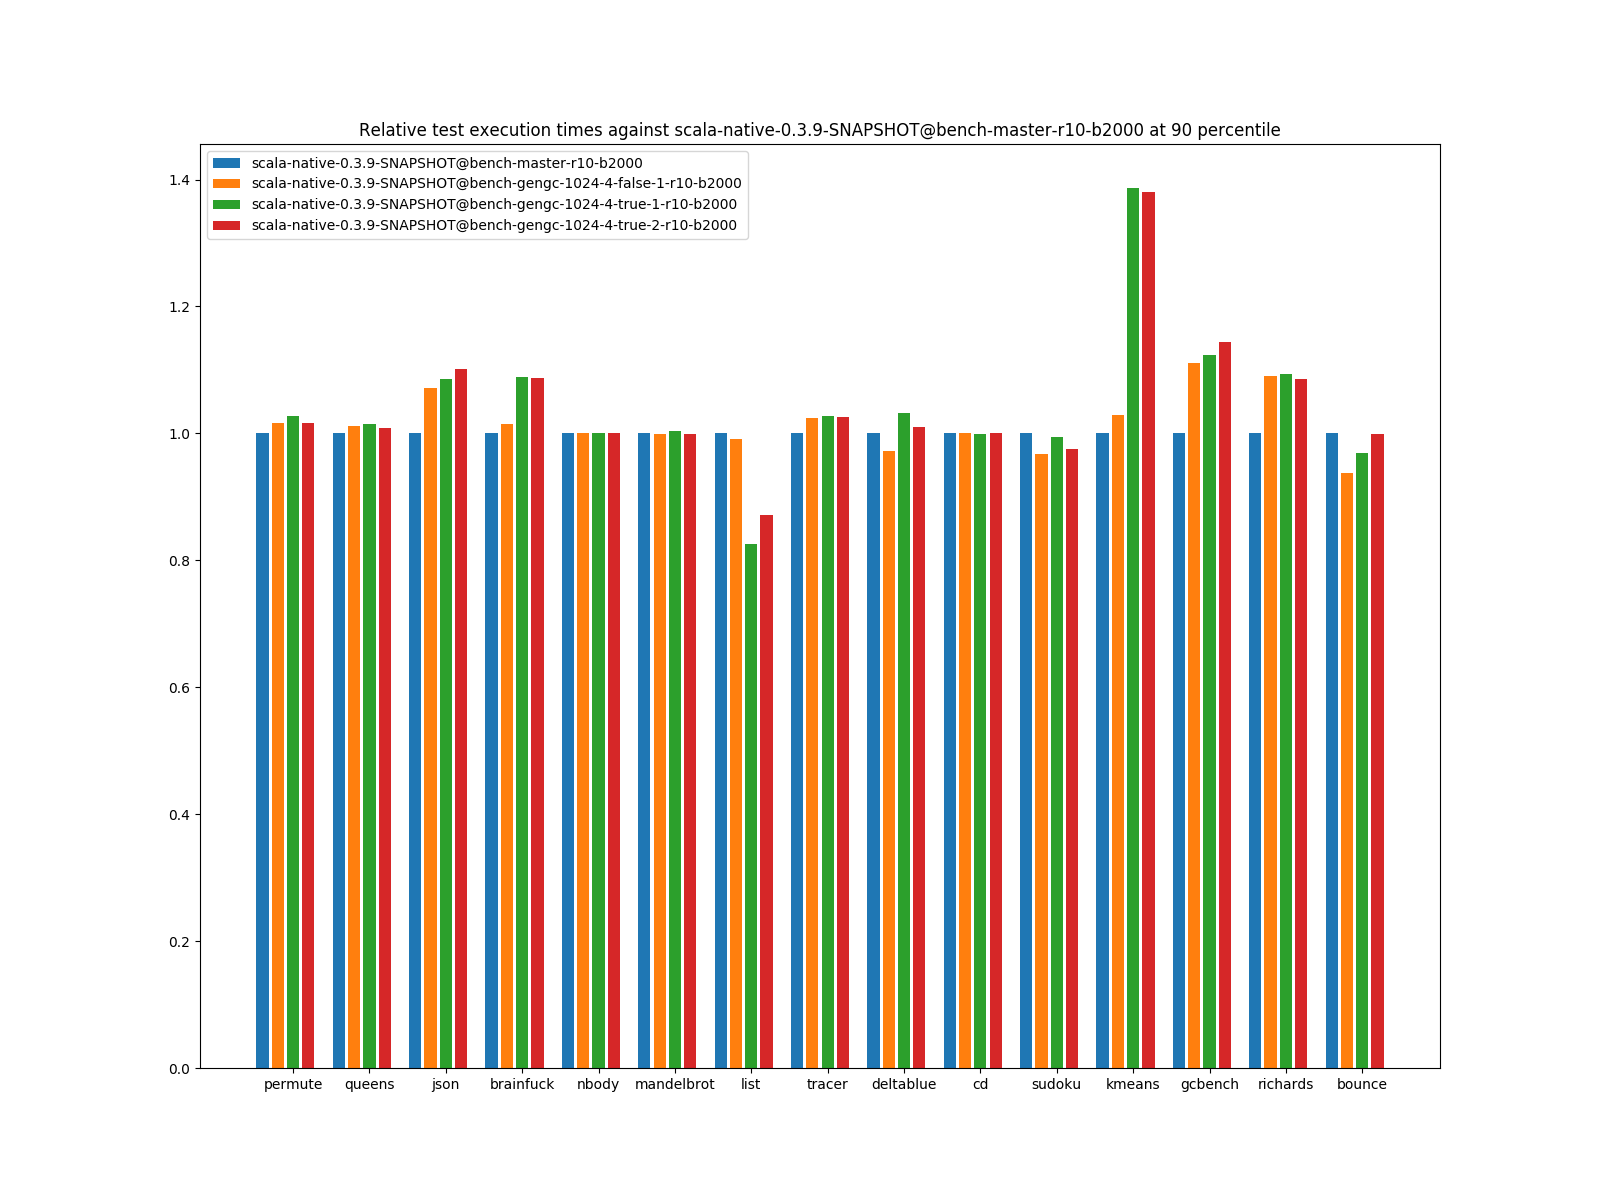 Relative test execution times against scala-native-0.3.9-SNAPSHOT@bench-master-r10-b2000 at 90 percentile
scala-native-0.3.9-SNAPSHOT@bench-master-r10-b2000
scala-native-0.3.9-SNAPSHOT@bench-gengc-1024-4-false-1-r10-b2000
scala-native-0.3.9-SNAPSHOT@bench-gengc-1024-4-true-1-r10-b2000
scala-native-0.3.9-SNAPSHOT@bench-gengc-1024-4-true-2-r10-b2000
1.4
1.2
1.0
0.8
0.6
0.4
0.2
0.0
permute queens json brainfuck nbody mandelbrot list tracer deltablue cd sudoku kmeans gcbench richards bounce